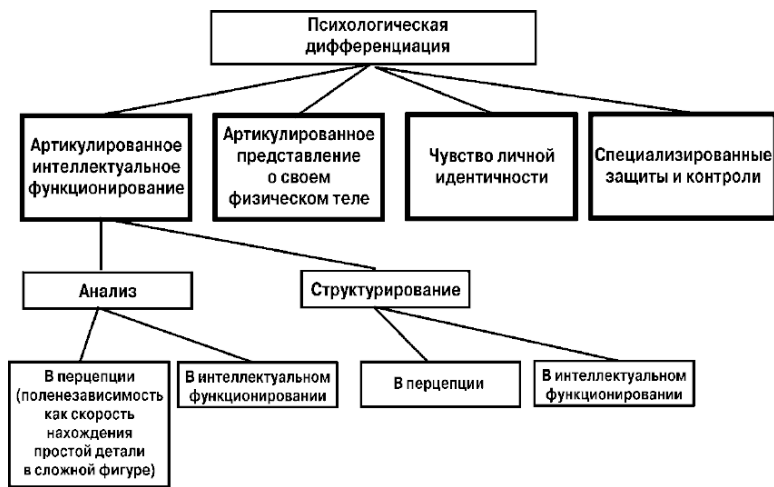 Психологическая
дифференциация
Артикулированное
интеллектуальное
функционирование
Артикулированное
представление
о своем
физическом теле
Чувство личной
идентичности
Специализированные
защиты и контроли
Анализ
Структурирование
В перцепции
(поленезависимость
как скорость
нахождения
простой детали
в сложной фигуре)
В интеллектуальном
функционировании
В перцепции
В интеллектуальном
функционировании